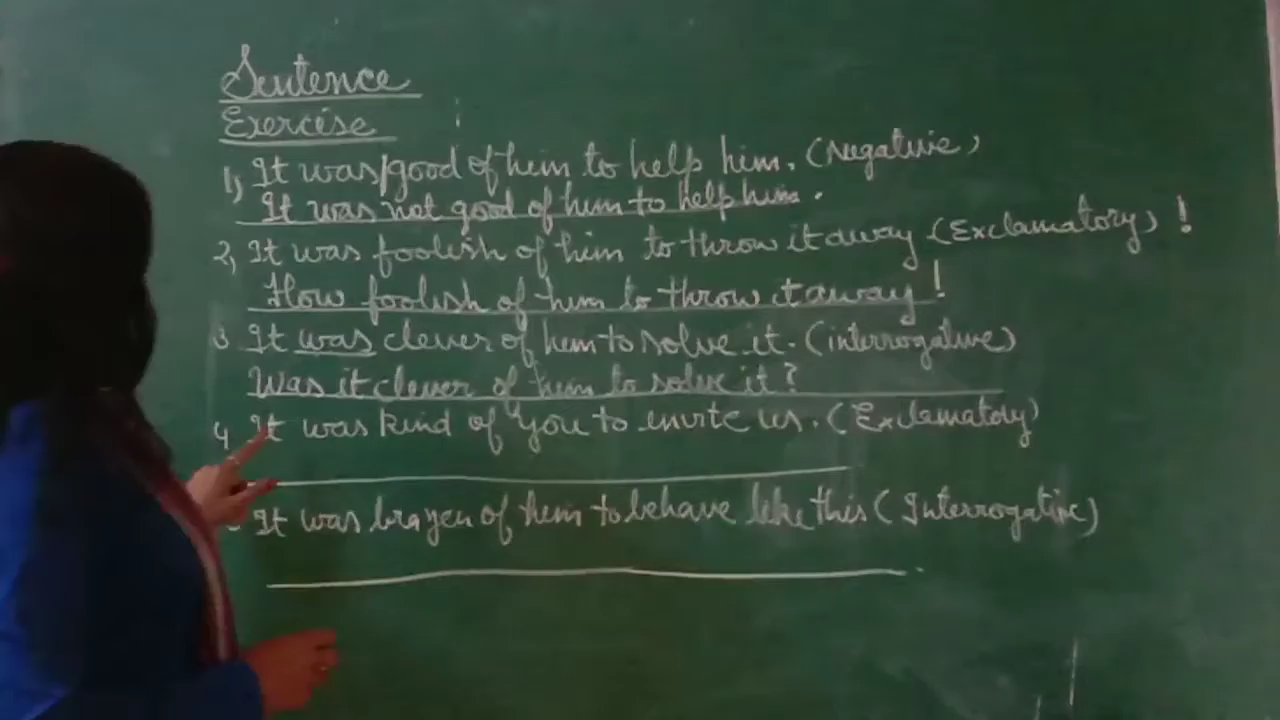 Sentence
Exercise
1, It was good of him to help him. (Negative)
It was not good of him to help him.
2, It was foolish of him to throw it away (Exclamatory) !
How foolish of him to throw it away!
3 It was clever of him to solve it. (interrogative)
Was it clever of him to solve it?
4 It was kind of you to invite us. (Exclamatory)
It was brazen of him to behave like this (Interrogative)